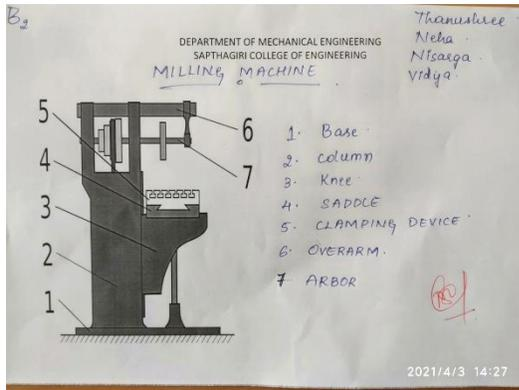 B2
Thanushree
Neha
Nisarga
Vidya
DEPARTMENT OF MECHANICAL ENGINEERING
SAPTHAGIRI COLLEGE OF ENGINEERING
MILLING MACHINE
5
4
3
2
1
6
7
1. Base
2. column
3. Knee
4. SADDLE
5. CLAMPING DEVICE
6. OVERARM.
7 ARBOR
2021/4/3 14:27